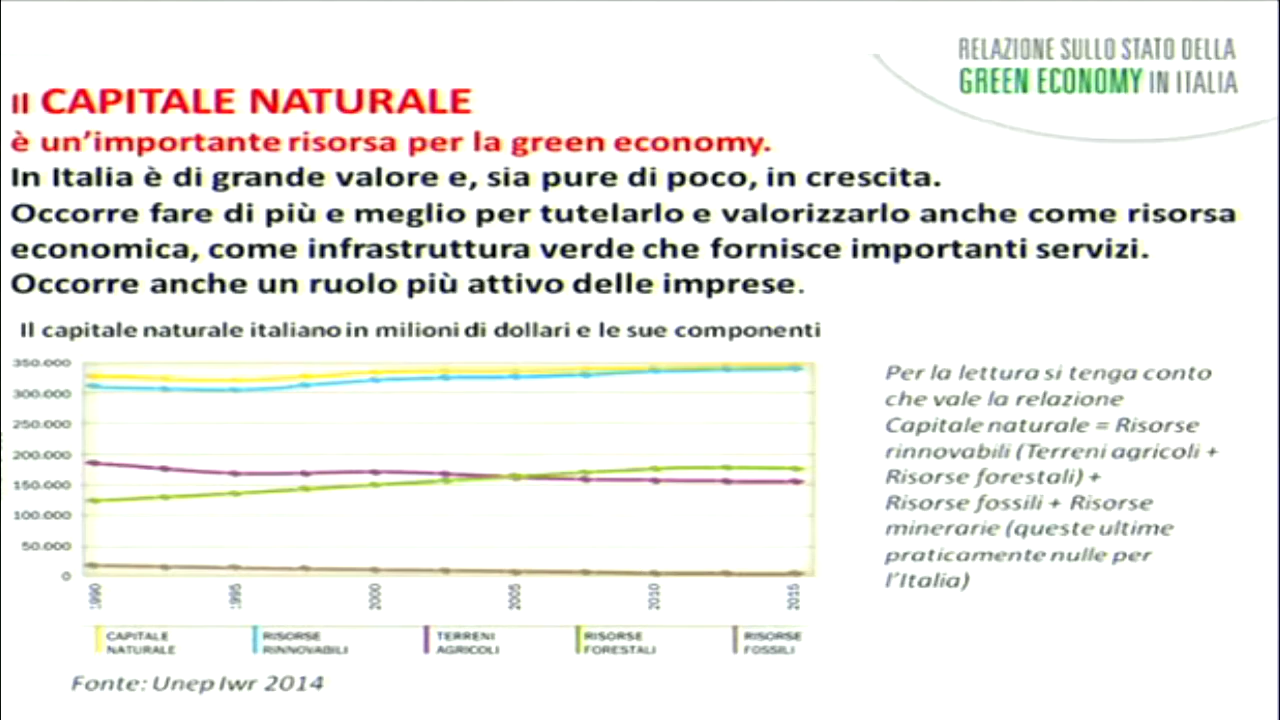 RELAZIONE SULLO STATO DELLA
GREEN ECONOMY IN ITALIA
Il CAPITALE NATURALE
è un'importante risorsa per la green economy.
In Italia è di grande valore e, sia pure di poco, in crescita.
Occorre fare di più e meglio per tutelarlo e valorizzarlo anche come risorsa
economica, come infrastruttura verde che fornisce importanti servizi.
Occorre anche un ruolo più attivo delle imprese.
Il capitale naturale italiano in milioni di dollari e le sue componenti
350.000
300.000
250.000
200.000
150.000
100.000
50.000
0
1990
1995
2000
2005
2010
2015
CAPITALE
NATURALE
RISORSE
RINNOVABILI
TERRENI
AGRICOLI
RISORSE
FORESTALI
RISORSE
FOSSILI
Per la lettura si tenga conto
che vale la relazione
Capitale naturale = Risorse
rinnovabili (Terreni agricoli +
Risorse forestali) +
Risorse fossili + Risorse
minerarie (queste ultime
praticamente nulle per
l'Italia)
Fonte: Unep Iwr 2014